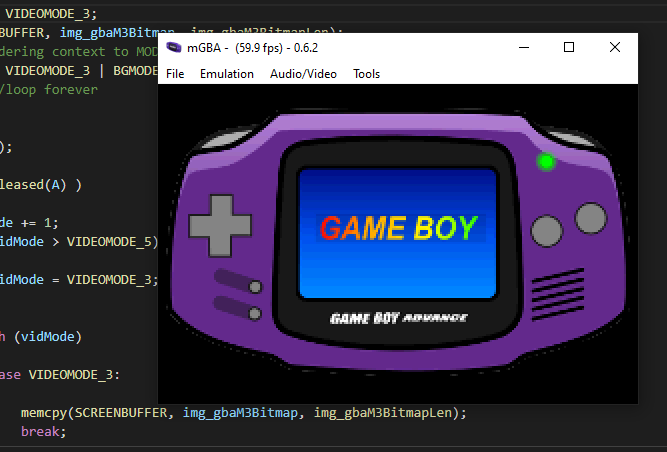 VIDEOMODE_3;
BUFFER, img_gbaM3Bitmap, img_gbaM3BitmapLen);
dering context to MOD
VIDEOMODE_3 | BGMODE
/loop forever
);
leased(A) )
de += 1;
idMode > VIDEOMODE_5)
idMode = VIDEOMODE_3;
h (vidMode)
ase VIDEOMODE_3:
memcpy(SCREENBUFFER, img_gbaM3Bitmap, img_gbaM3BitmapLen);
break;
mGBA - (59.9 fps) - 0.6.2
File Emulation Audio/Video Tools
GAME BOY
GAME BOY ADVANCE